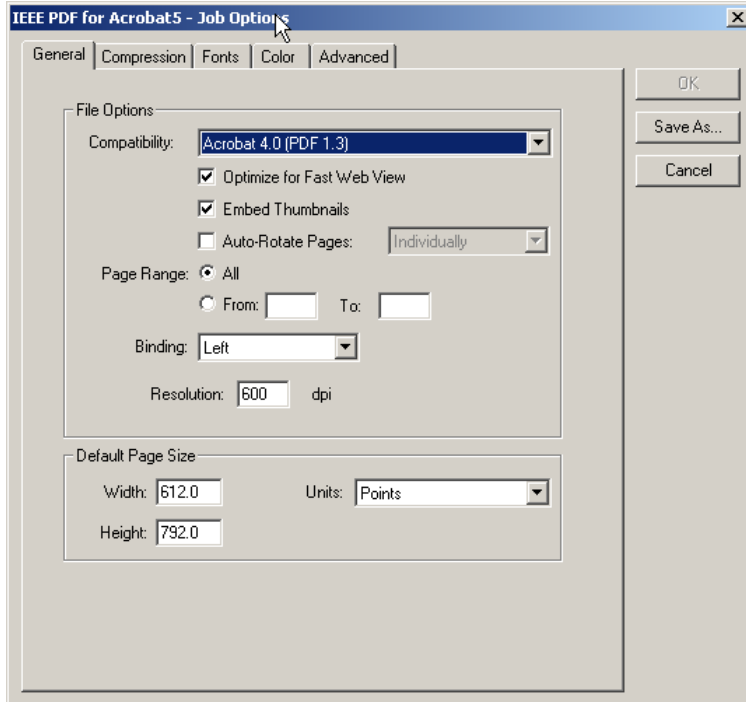 IEEE PDF for Acrobat5 - Job Options
General Compression Fonts Color Advanced
OK
Save As...
Cancel
File Options
Compatibility: Acrobat 4.0 (PDF 1.3)
Optimize for Fast Web View
Embed Thumbnails
Auto-Rotate Pages: Individually
Page Range: All
From: To:
Binding: Left
Resolution: 600 dpi
Default Page Size
Width: 612.0 Units: Points
Height: 792.0